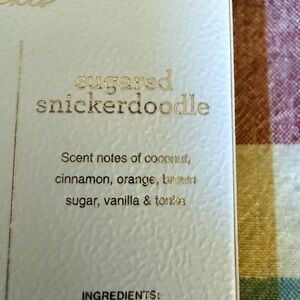 sugared
snickerdoodle
Scent notes of coconut,
cinnamon, orange, brown
sugar, vanilla & tonka
INGREDIENTS: